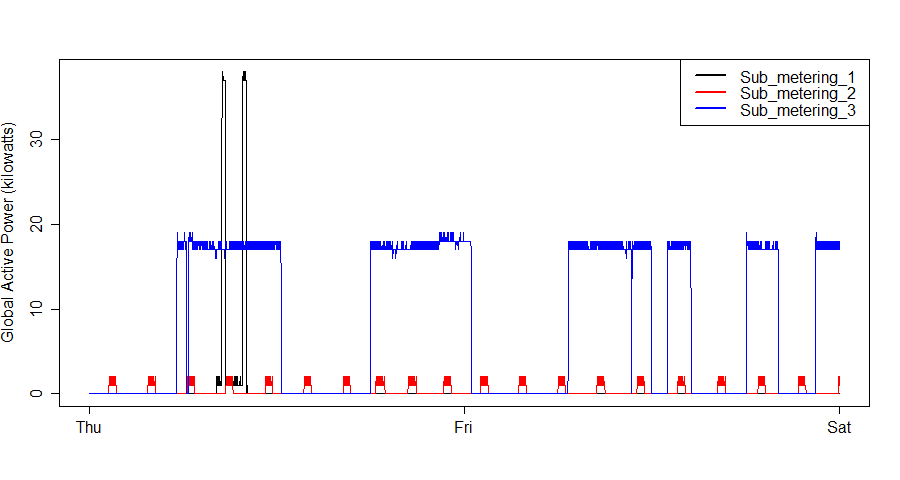 Sub_metering_1
Sub_metering_2
Sub_metering_3
Global Active Power (kilowatts)
30
20
10
0
Thu Fri Sat